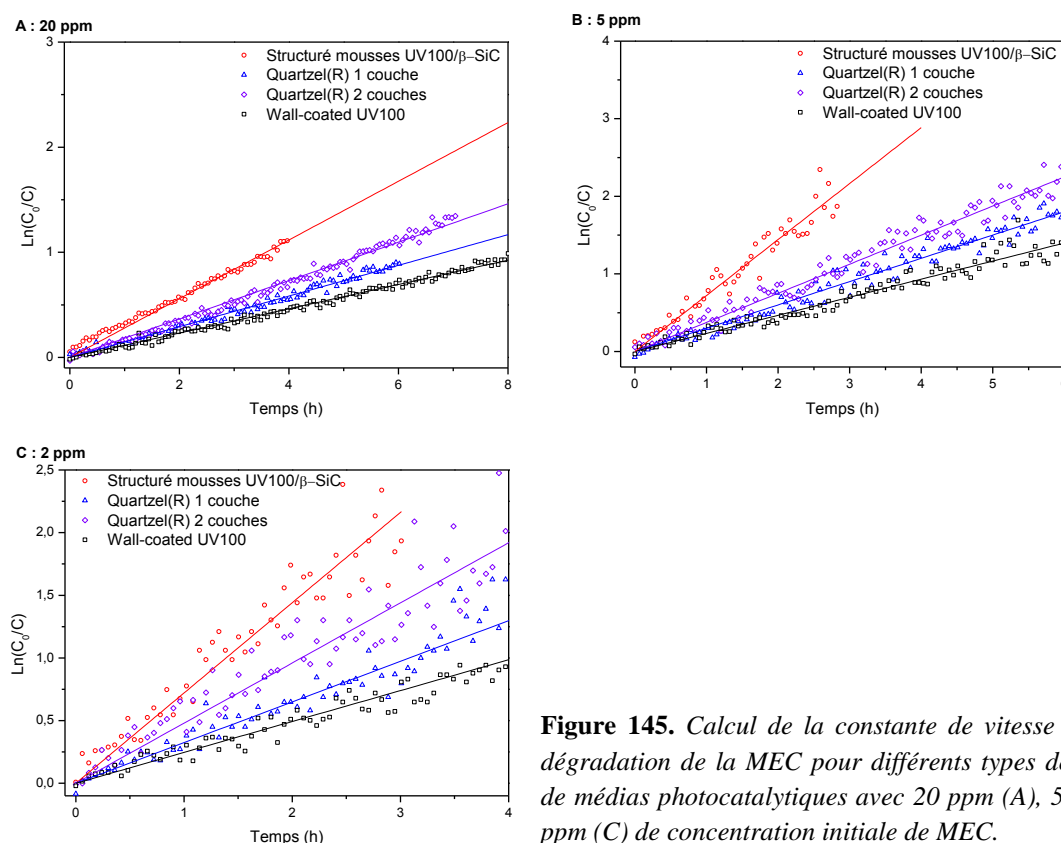 A : 20 ppm
3
2
1
0
Ln(C₀/C)
Structuré mousses UV100/β–SiC
Quartzel(R) 1 couche
Quartzel(R) 2 couches
Wall-coated UV100
0 2 4 6 8
Temps (h)
B : 5 ppm
4
3
2
1
0
Ln(C₀/C)
Structuré mousses UV100/β–SiC
Quartzel(R) 1 couche
Quartzel(R) 2 couches
Wall-coated UV100
0 1 2 3 4 5
Temps (h)
C : 2 ppm
2,5
2,0
1,5
1,0
0,5
0,0
Ln(C₀/C)
Structuré mousses UV100/β–SiC
Quartzel(R) 1 couche
Quartzel(R) 2 couches
Wall-coated UV100
0 1 2 3 4
Temps (h)
Figure 145. Calcul de la constante de vitesse
dégradation de la MEC pour différents types
de médias photocatalytiques avec 20 ppm (A), 5
ppm (C) de concentration initiale de MEC.